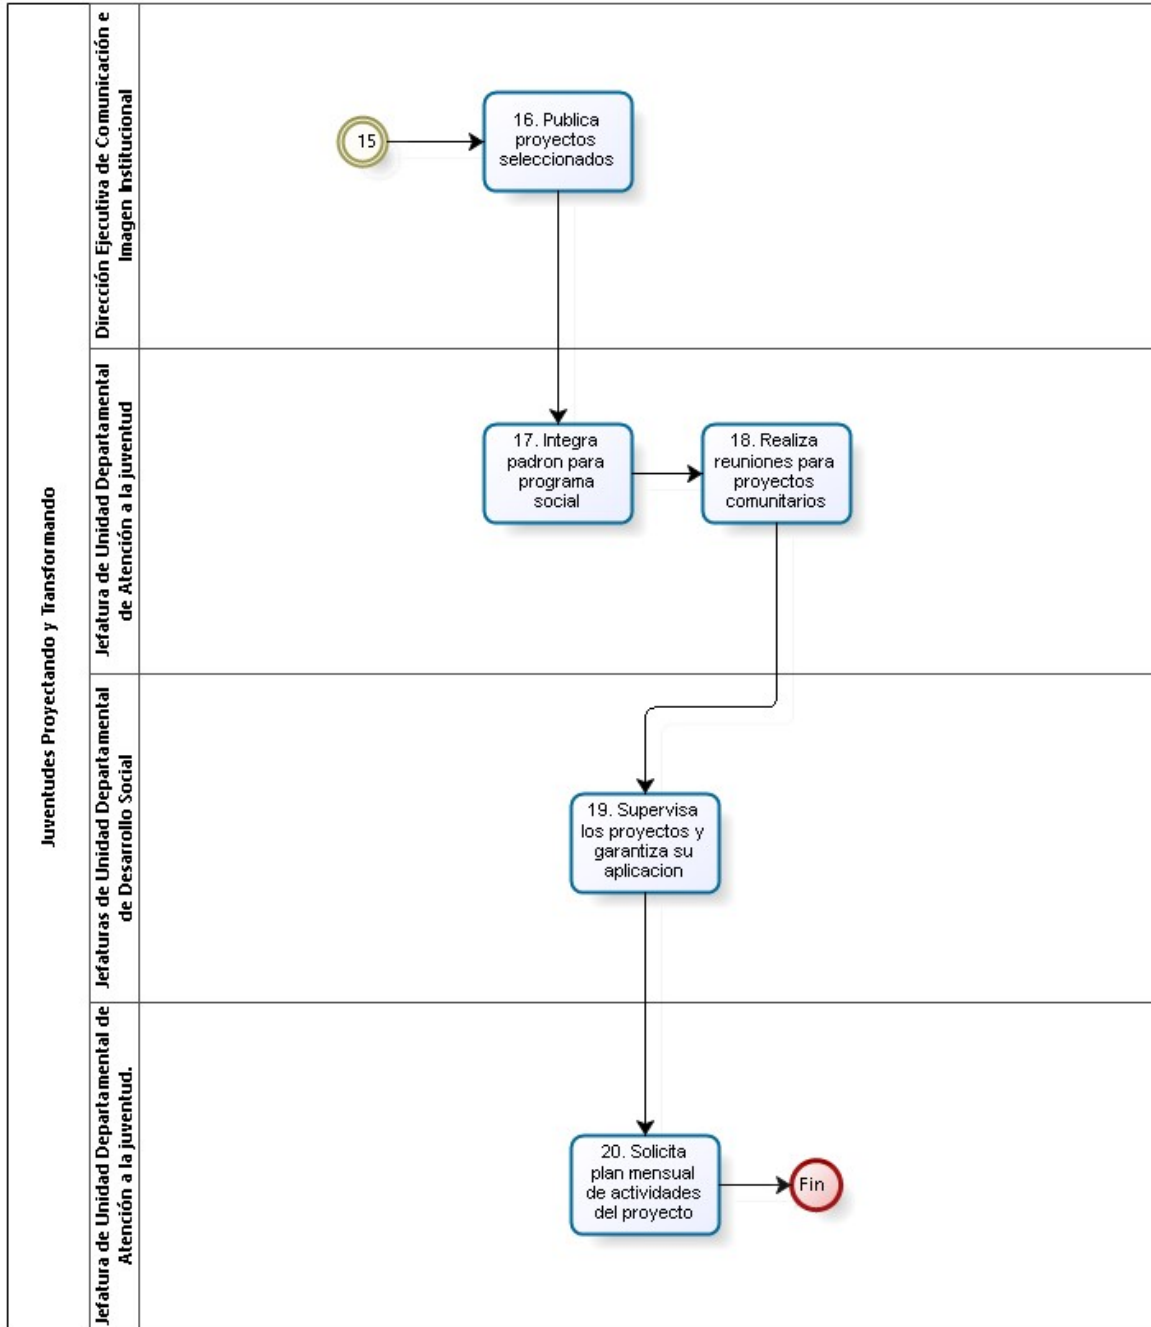 Juventudes Proyectando y Transformando
Dirección Ejecutiva de Comunicación e
Imagen Institucional
15
16. Publica
proyectos
seleccionados
Jefatura de Unidad Departamental
de Atención a la juventud
17. Integra
padron para
programa
social
18. Realiza
reuniones para
proyectos
comunitarios
Jefaturas de Unidad Departamental
de Desarrollo Social
19. Supervisa
los proyectos y
garantiza su
aplicacion
Jefatura de Unidad Departamental de
Atención a la juventud.
20. Solicita
plan mensual
de actividades
del proyecto
Fin